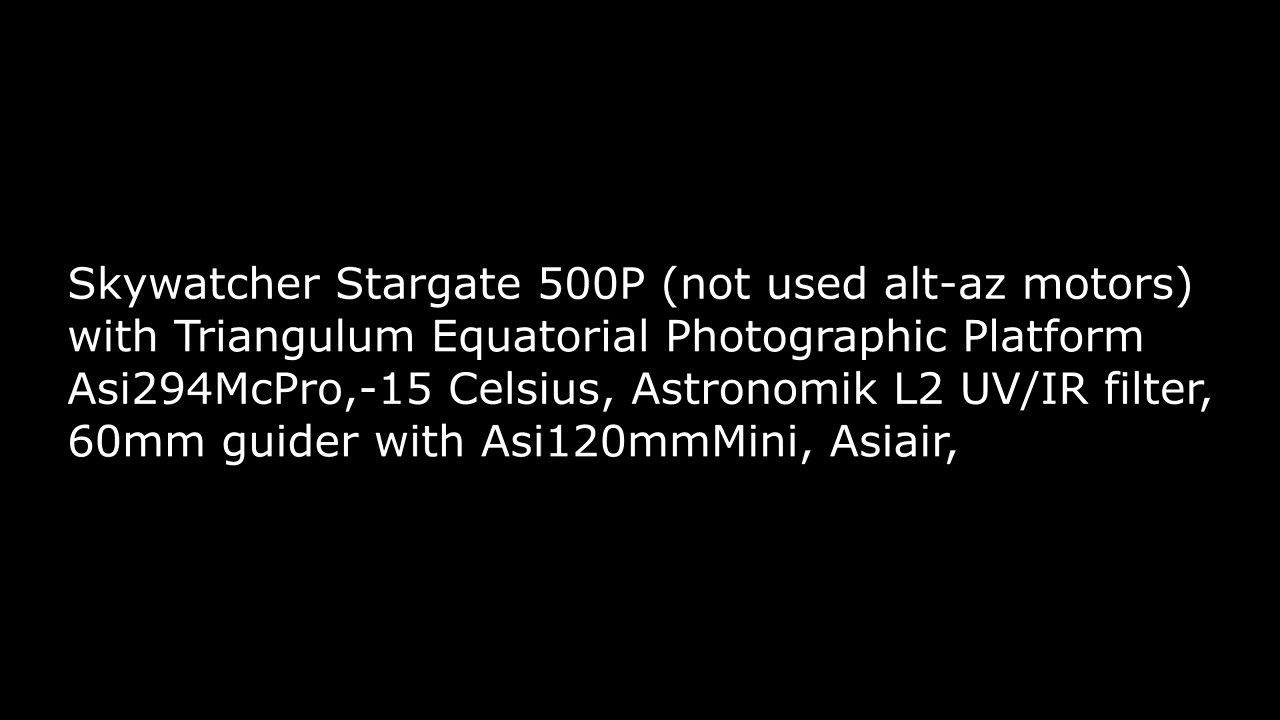 Skywatcher Stargate 500P (not used alt-az motors)
with Triangulum Equatorial Photographic Platform
Asi294McPro,-15 Celsius, Astronomik L2 UV/IR filter,
60mm guider with Asi120mmMini, Asiair,